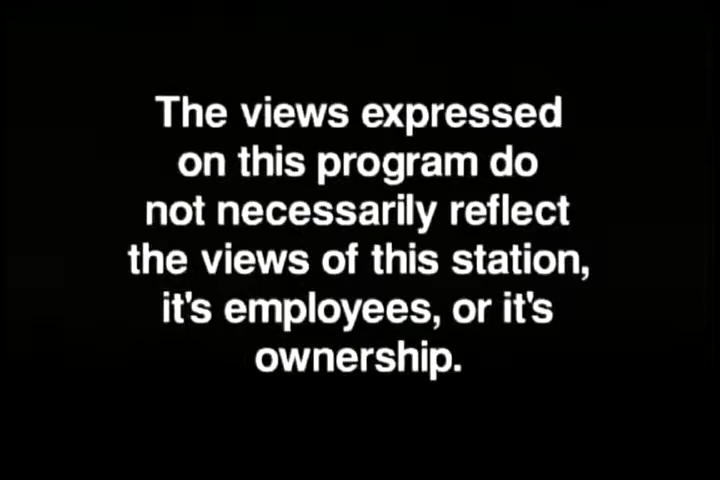 The views expressed
on this program do
not necessarily reflect
the views of this station,
it's employees, or it's
ownership.